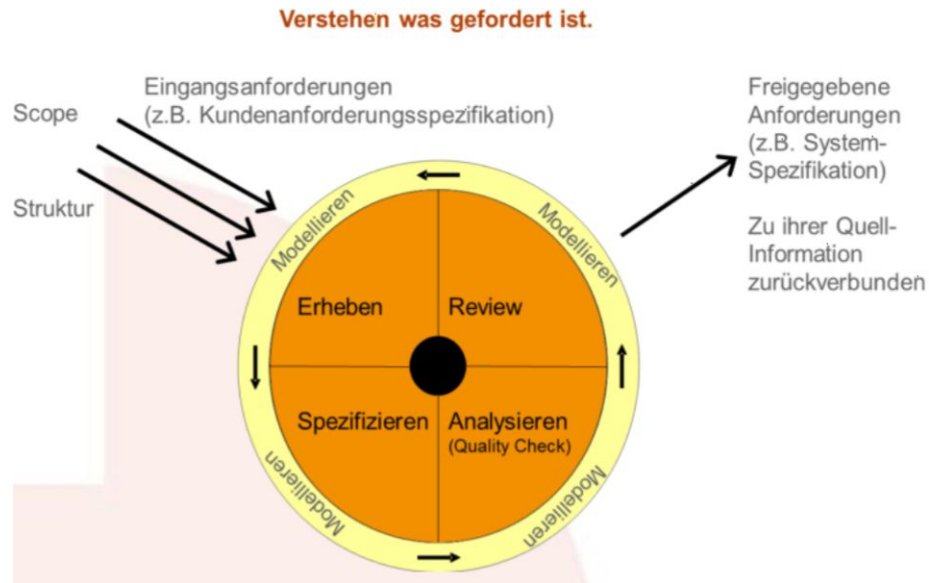 Verstehen was gefordert ist.
Scope
Struktur
Eingangsanforderungen
(z.B. Kundenanforderungsspezifikation)
Freigegebene
Anforderungen
(z.B. System-
Spezifikation)
Zu ihrer Quell-
Information
zurückverbunden
Modellieren
Modellieren
Erheben
Review
Spezifizieren
Analysieren
(Quality Check)
Modellieren
Modellieren